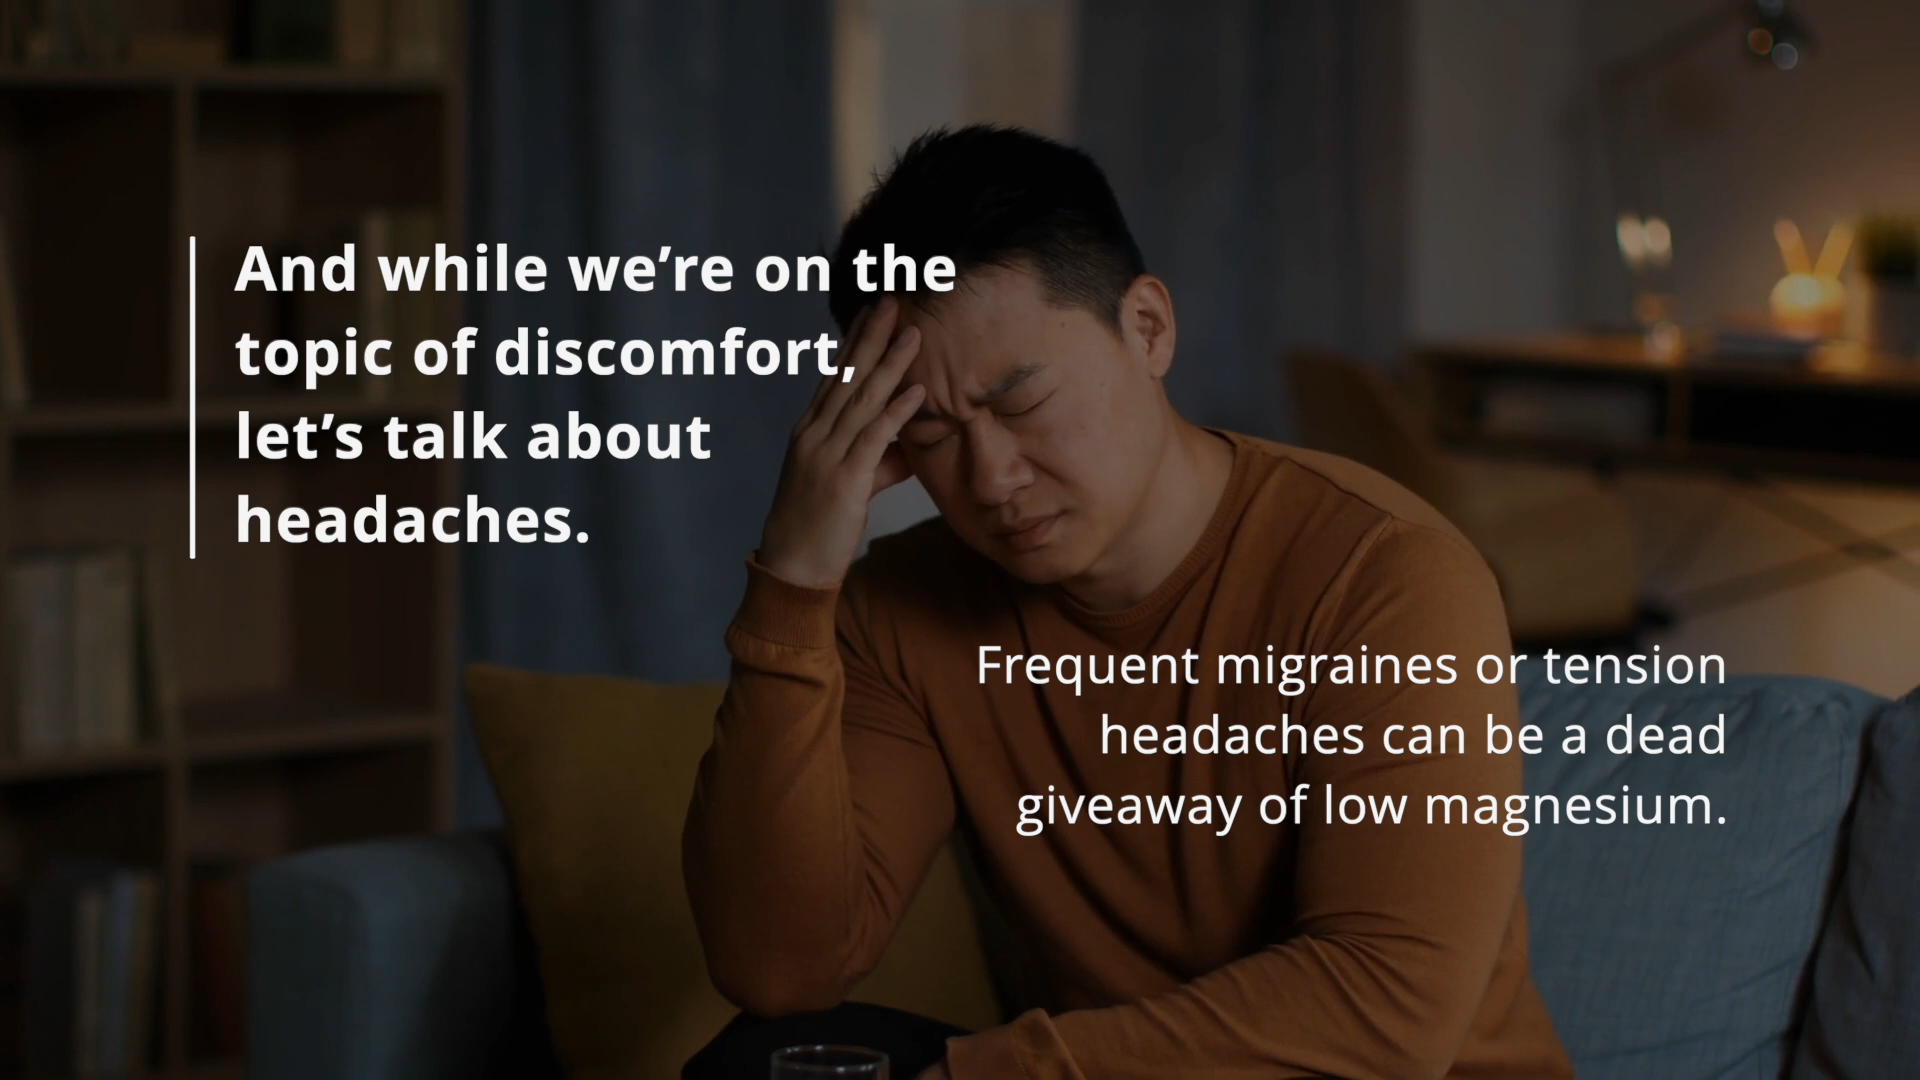 And while we’re on the
topic of discomfort,
let’s talk about
headaches.
Frequent migraines or tension
headaches can be a dead
giveaway of low magnesium.